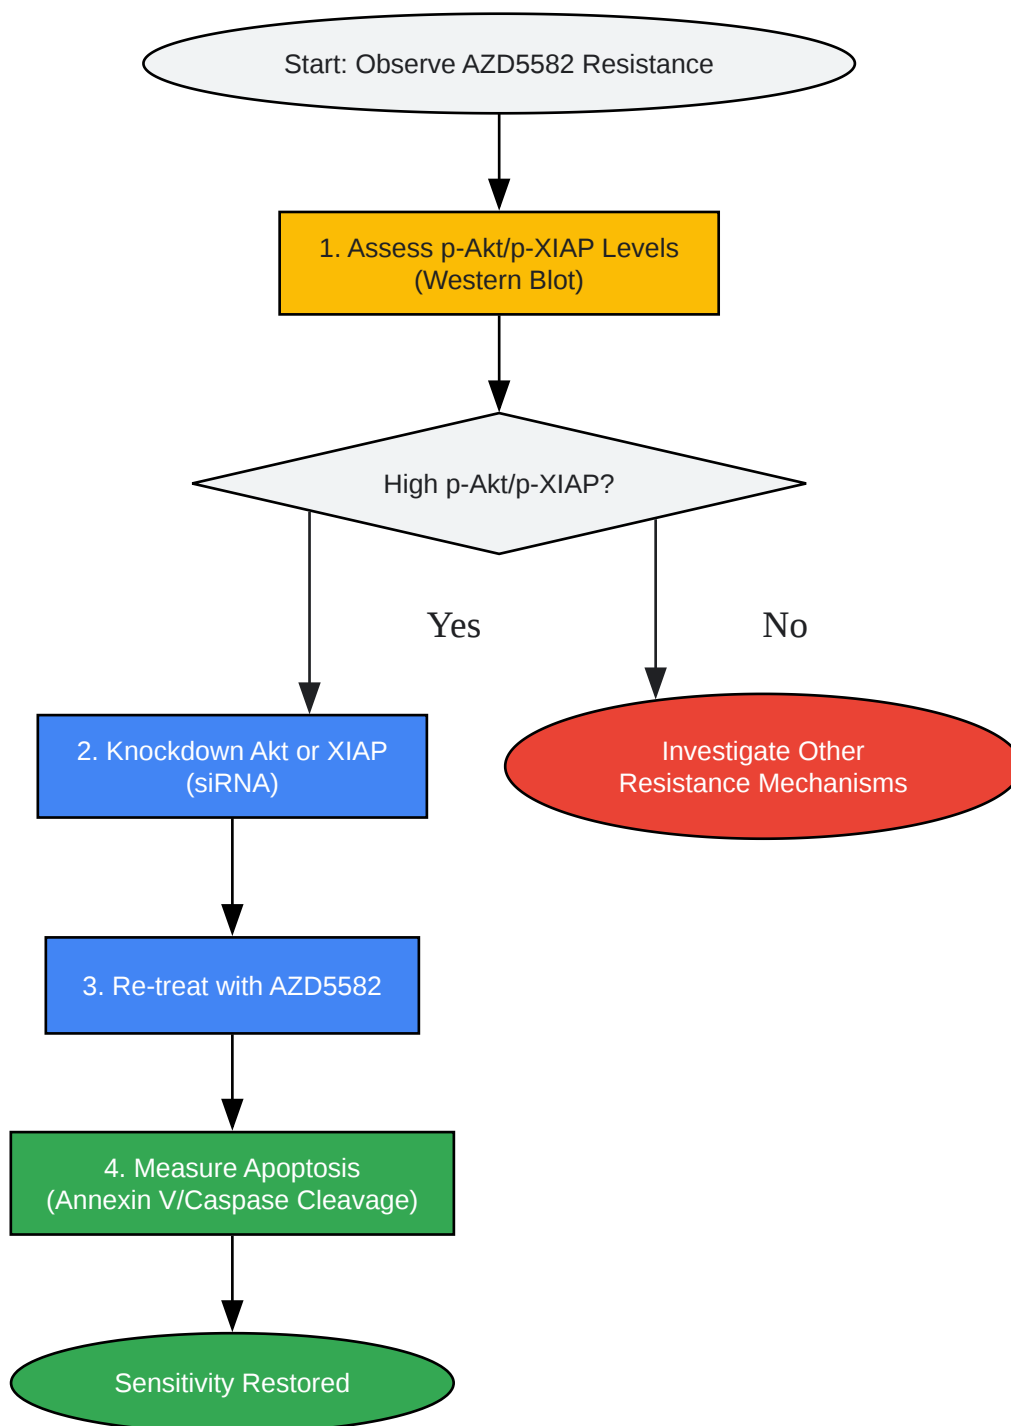 Start: Observe AZD5582 Resistance
1. Assess p-Akt/p-XIAP Levels
(Western Blot)
High p-Akt/p-XIAP?
Yes
No
2. Knockdown Akt or XIAP
(siRNA)
Investigate Other
Resistance Mechanisms
3. Re-treat with AZD5582
4. Measure Apoptosis
(Annexin V/Caspase Cleavage)
Sensitivity Restored